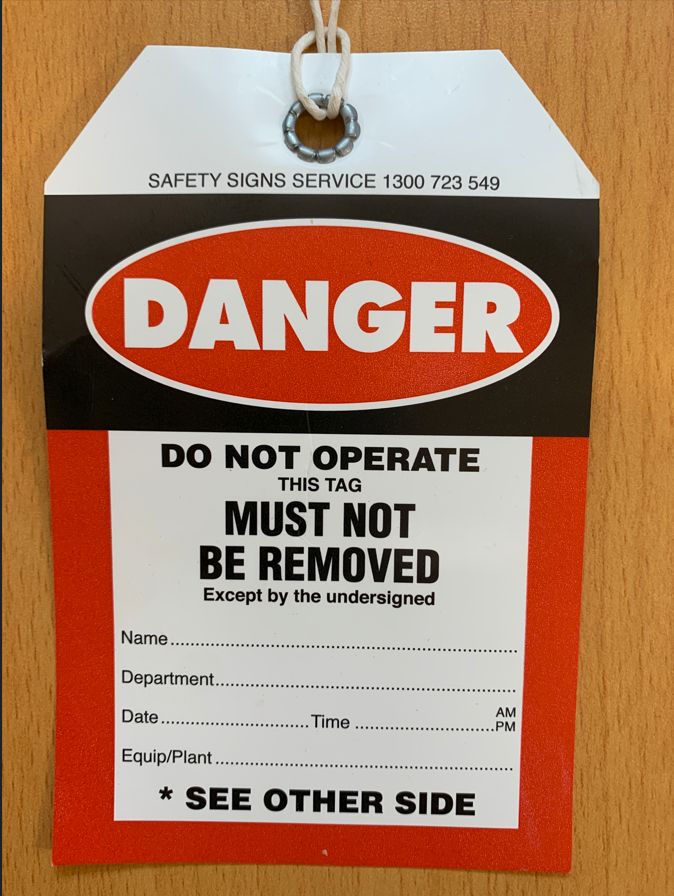 SAFETY SIGNS SERVICE 1300 723 549
DANGER
DO NOT OPERATE
THIS TAG
MUST NOT
BE REMOVED
Except by the undersigned
Name
Department
Date Time AM PM
Equip/Plant
* SEE OTHER SIDE